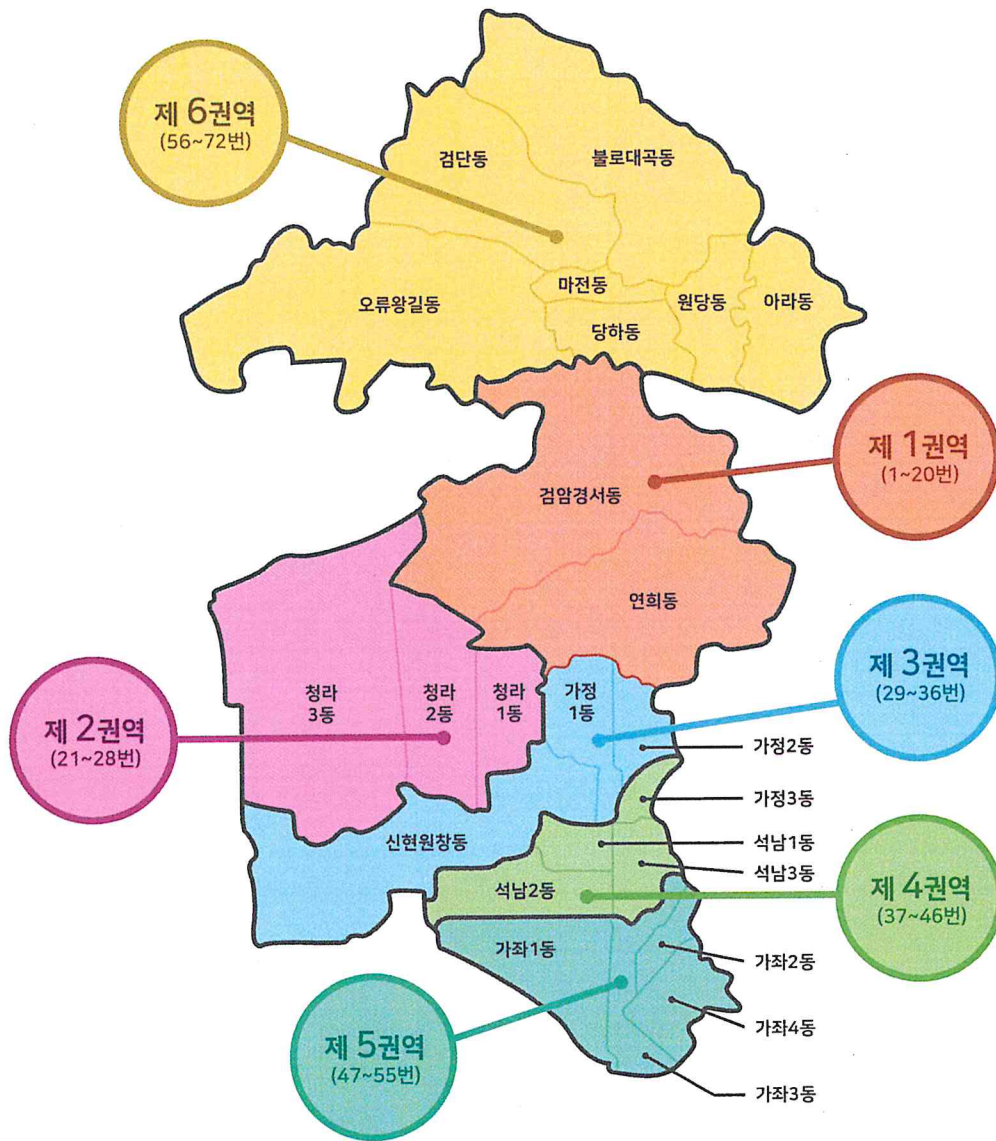 제 6권역
(56~72번)
검단동
불로대곡동
마전동
오류왕길동
원당동
아라동
당하동
제 1권역
(1~20번)
검암경서동
연희동
제 3권역
(29~36번)
청라
3동
청라
2동
청라
1동
가정
1동
제 2권역
(21~28번)
가정2동
가정3동
신현원창동
석남1동
석남3동
석남2동
제 4권역
(37~46번)
가좌1동
가좌2동
가좌4동
제 5권역
(47~55번)
가좌3동